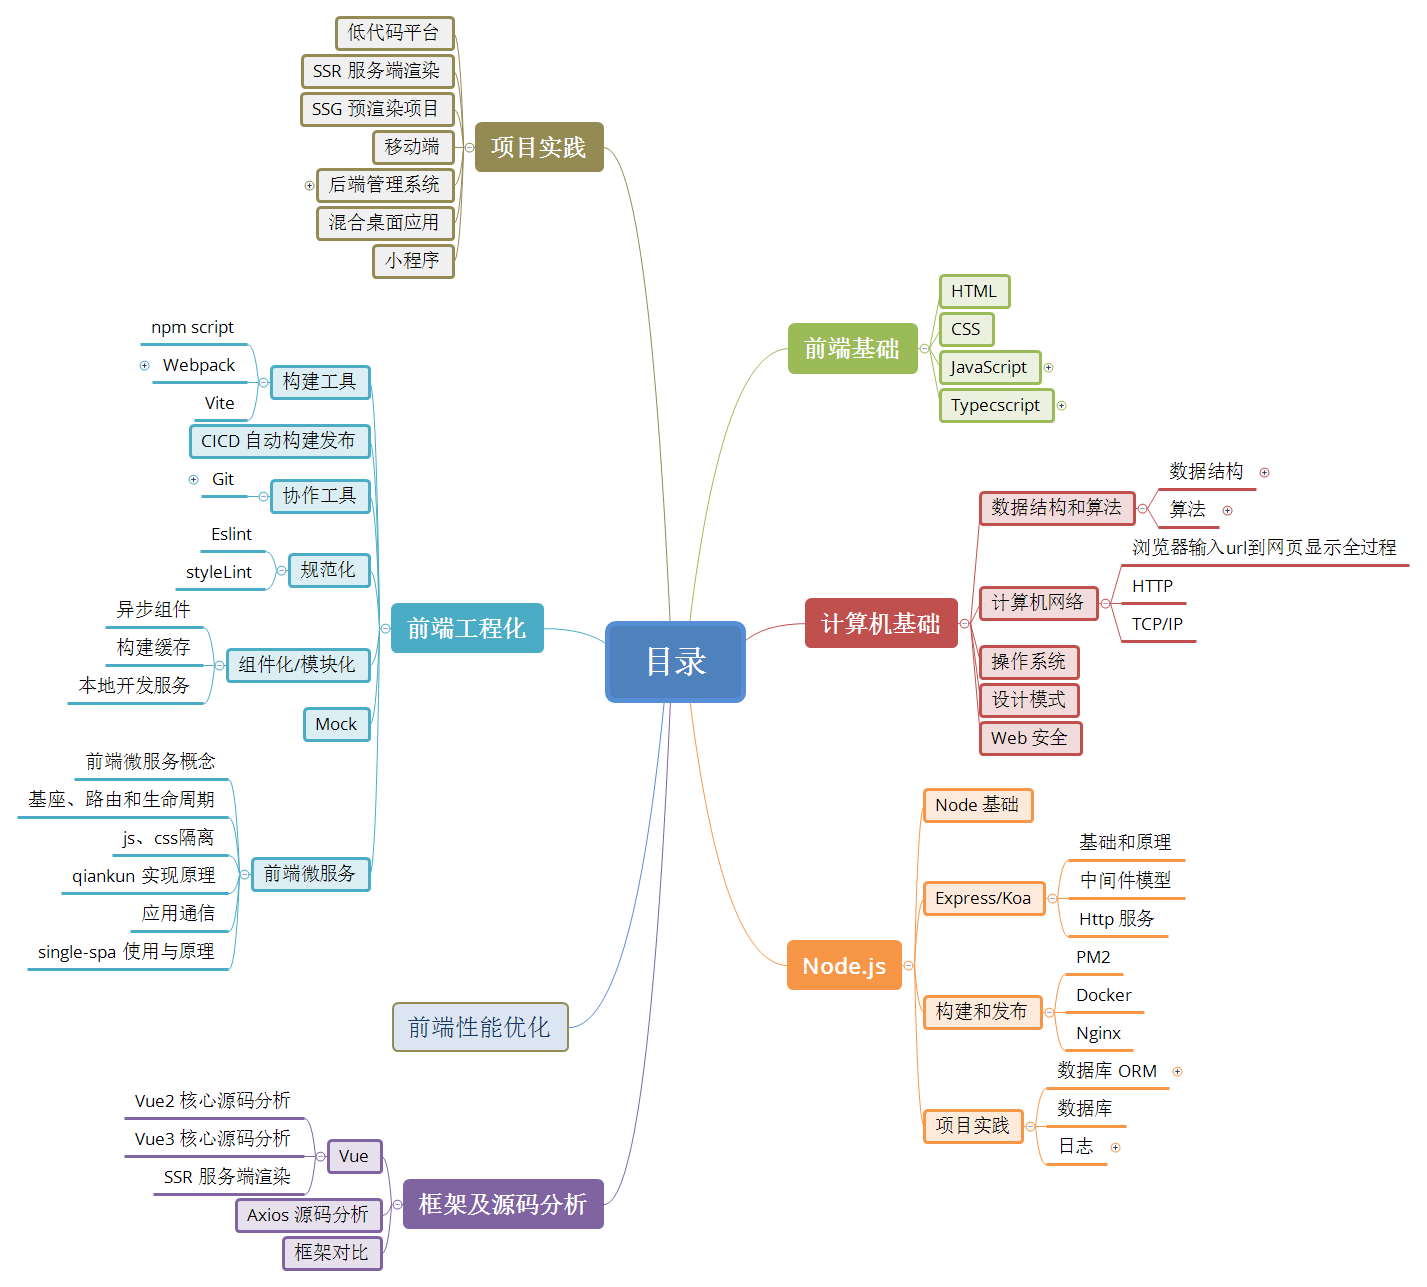 目录
前端基础
HTML
CSS
JavaScript
Typecscript
计算机基础
数据结构和算法
数据结构
算法
计算机网络
浏览器输入url到网页显示全过程
HTTP
TCP/IP
操作系统
设计模式
Web 安全
Node.js
Node 基础
Express/Koa
基础和原理
中间件模型
Http 服务
构建和发布
PM2
Docker
Nginx
项目实践
数据库 ORM
数据库
日志
项目实践
低代码平台
SSR 服务端渲染
SSG 预渲染项目
移动端
后端管理系统
混合桌面应用
小程序
前端工程化
构建工具
npm script
Webpack
Vite
CICD 自动构建发布
协作工具
Git
规范化
Eslint
styleLint
组件化/模块化
异步组件
构建缓存
本地开发服务
Mock
前端微服务
前端微服务概念
基座、路由和生命周期
js、css隔离
qiankun 实现原理
应用通信
single-spa 使用与原理
前端性能优化
框架及源码分析
Vue
Vue2 核心源码分析
Vue3 核心源码分析
SSR 服务端渲染
Axios 源码分析
框架对比